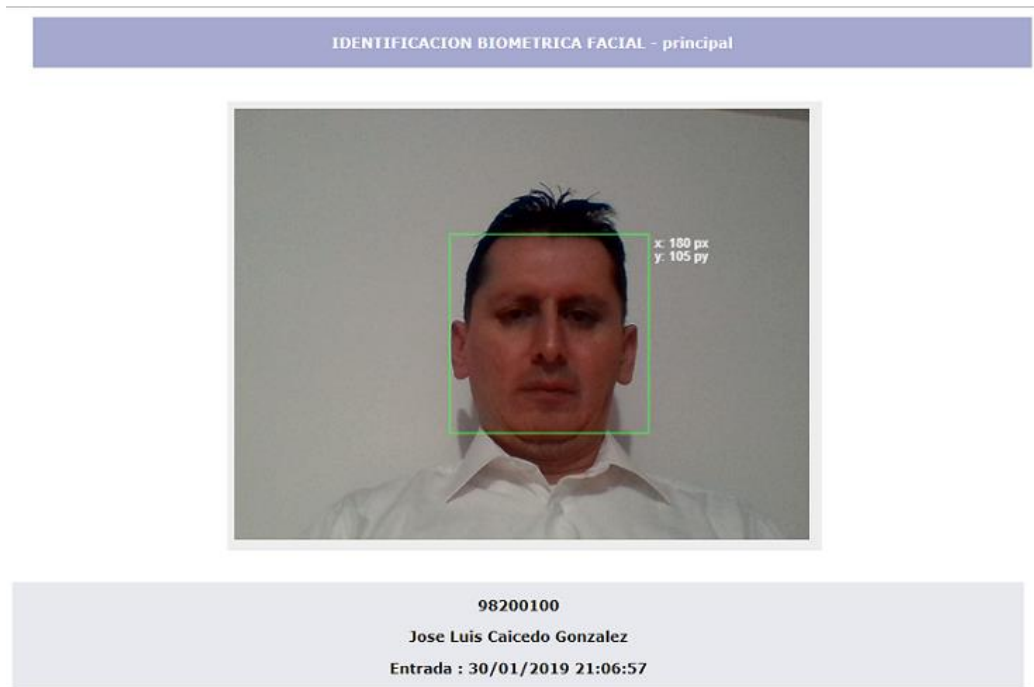 IDENTIFICACION BIOMETRICA FACIAL - principal
x: 180 px
y: 105 py
98200100
Jose Luis Caicedo Gonzalez
Entrada : 30/01/2019 21:06:57